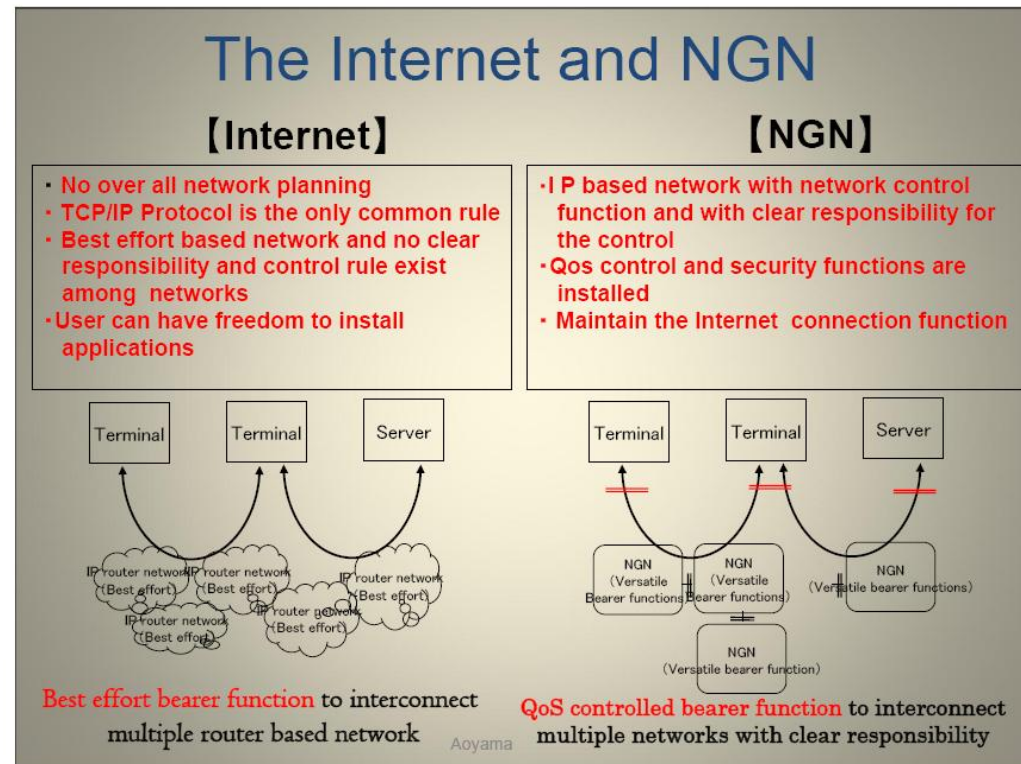 The Internet and NGN
【Internet】
・No over all network planning
・TCP/IP Protocol is the only common rule
・Best effort based network and no clear
responsibility and control rule exist
among networks
・User can have freedom to install
applications
【NGN】
・I P based network with network control
function and with clear responsibility for
the control
・Qos control and security functions are
installed
・Maintain the Internet connection function
Terminal
Terminal
Server
IP router network
(Best effort)
IP router network
(Best effort)
IP router network
(Best effort)
IP router network
(Best effort)
IP router network
(Best effort)
Best effort bearer function to interconnect
multiple router based network
Terminal
Terminal
Server
NGN
(Versatile
Bearer functions)
NGN
(Versatile
Bearer functions)
NGN
(Versatile bearer functions)
NGN
(Versatile bearer function)
QoS controlled bearer function to interconnect
multiple networks with clear responsibility
Aoyama